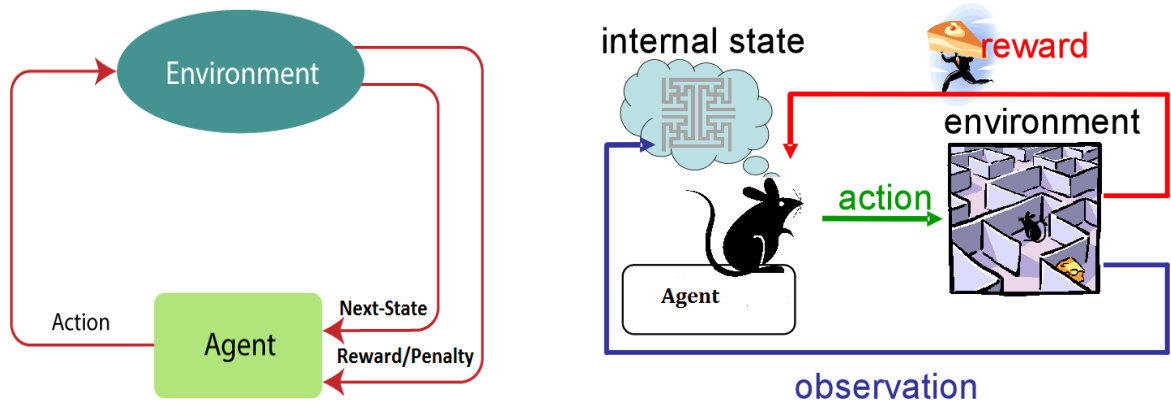 Environment
Action
Agent
Next-State
Reward/Penalty
internal state
reward
environment
action
Agent
observation